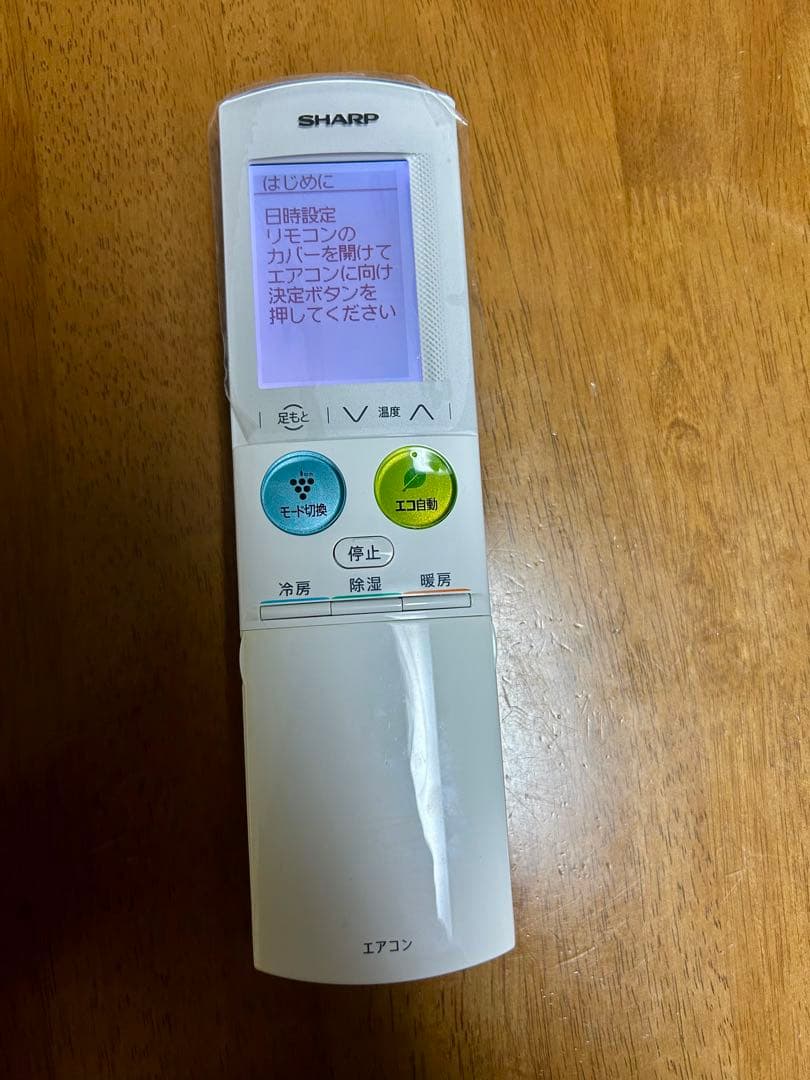 SHARP
はじめに
日時設定
リモコンの
カバーを開けて
エアコンに向け
決定ボタンを
押してください
足もと 温度
モード切換 エコ自動
停止
冷房 除湿 暖房
エアコン